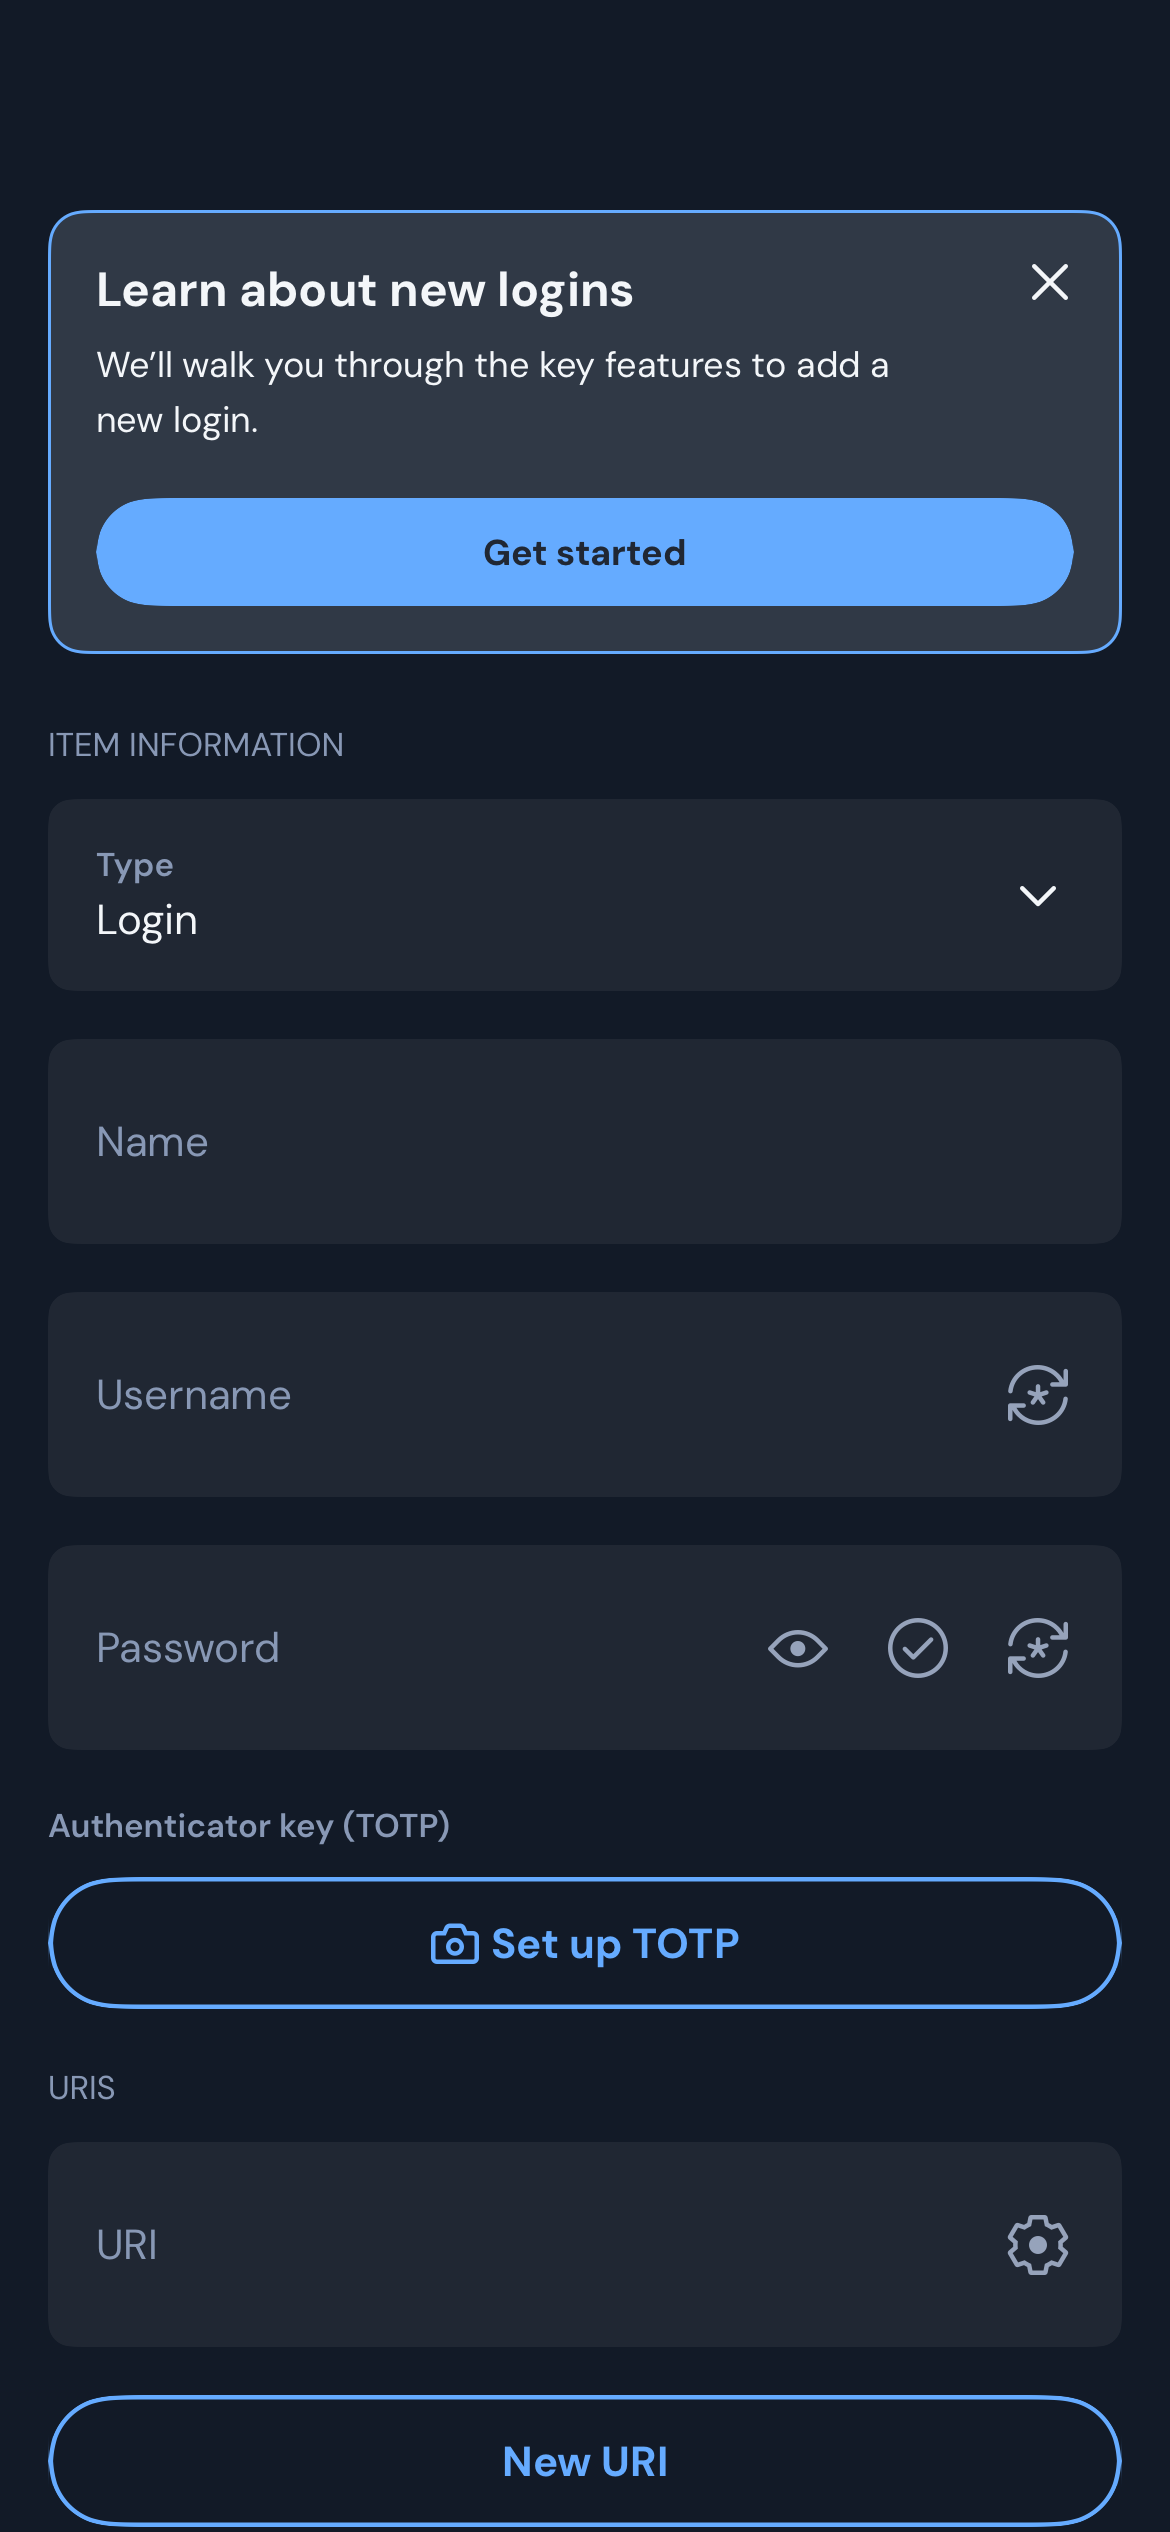 Learn about new logins
We’ll walk you through the key features to add a
new login.
Get started
ITEM INFORMATION
Type
Login
Name
Username
Password
Authenticator key (TOTP)
Set up TOTP
URIS
URI
New URI